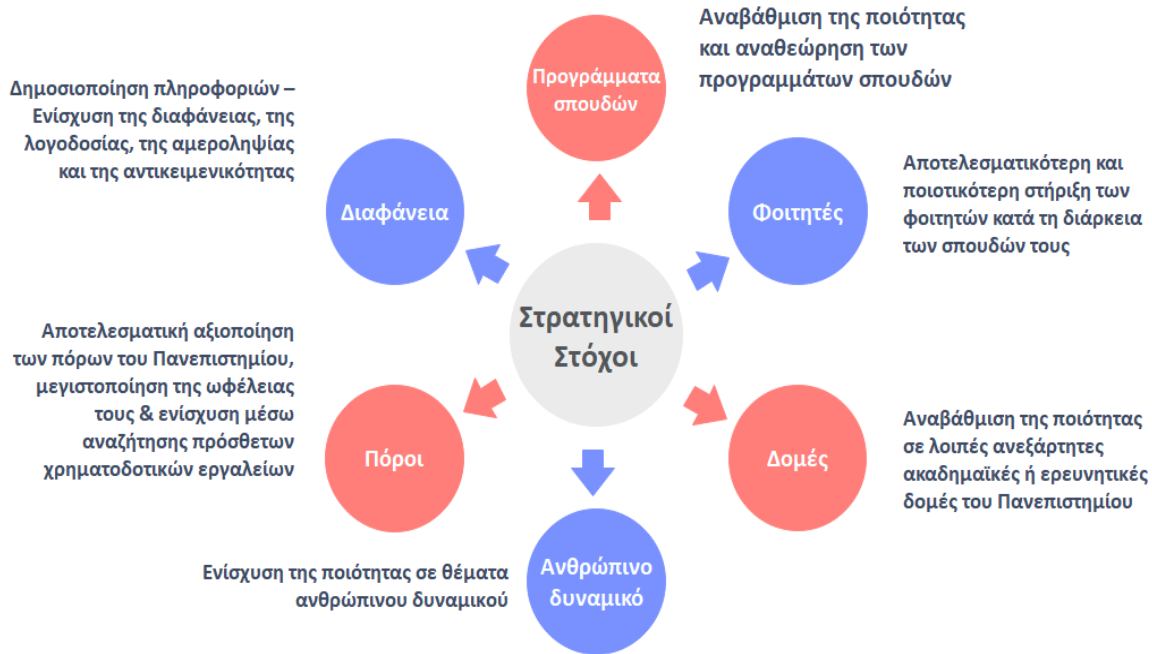 Αναβάθμιση της ποιότητας
και αναθεώρηση των
προγραμμάτων σπουδών
Προγράμματα
σπουδών
Δημοσιοποίηση πληροφοριών –
Ενίσχυση της διαφάνειας, της
λογοδοσίας, της αμεροληψίας
και της αντικειμενικότητας
Διαφάνεια
Φοιτητές
Αποτελεσματικότερη και
ποιοτικότερη στήριξη των
φοιτητών κατά τη διάρκεια
των σπουδών τους
Στρατηγικοί
Στόχοι
Αποτελεσματική αξιοποίηση
των πόρων του Πανεπιστημίου,
μεγιστοποίηση της ωφέλειας
τους & ενίσχυση μέσω
αναζήτησης πρόσθετων
χρηματοδοτικών εργαλείων
Πόροι
Δομές
Αναβάθμιση της ποιότητας
σε λοιπές ανεξάρτητες
ακαδημαϊκές ή ερευνητικές
δομές του Πανεπιστημίου
Ενίσχυση της ποιότητας σε θέματα
ανθρώπινου δυναμικού
Ανθρώπινο
δυναμικό